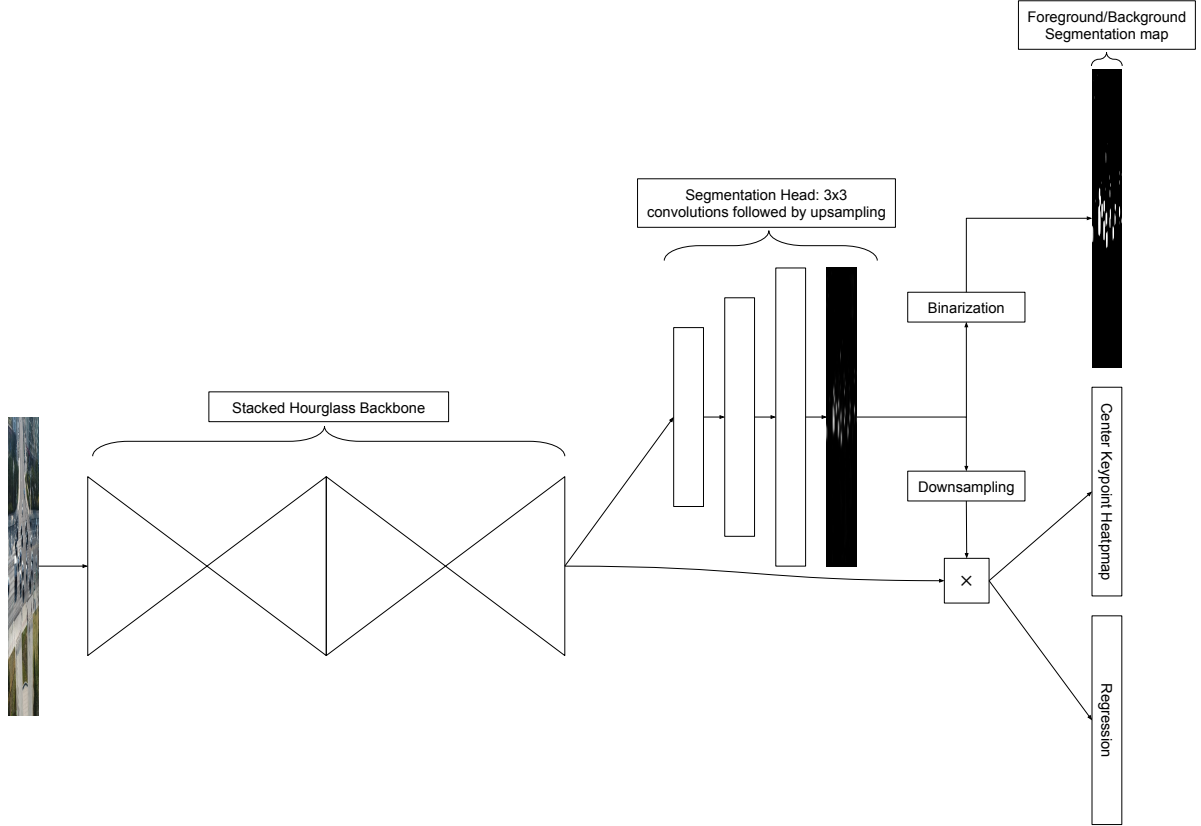 Foreground/Background
Segmentation map
Segmentation Head: 3x3
convolutions followed by upsampling
Binarization
Stacked Hourglass Backbone
Downsampling
Center Keypoint Heatpmap
×
Regression